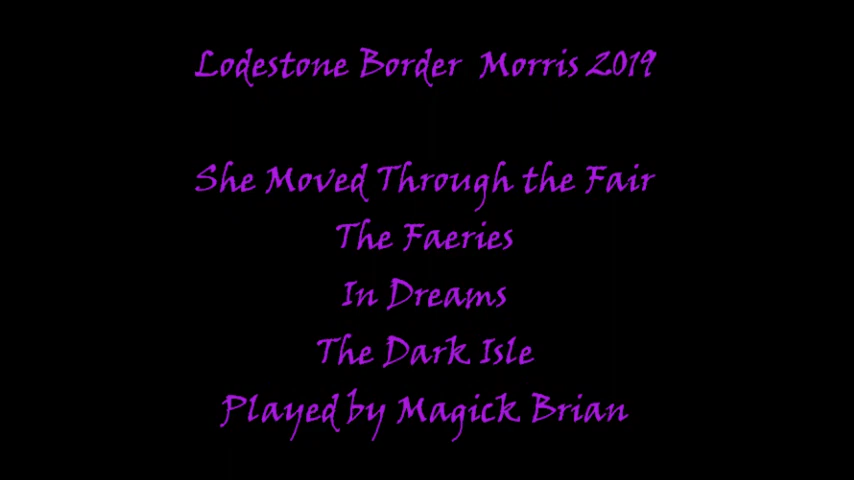 Lodestone Border Morris 2019
She Moved Through the Fair
The Faeries
In Dreams
The Dark Isle
Played by Magick Brian